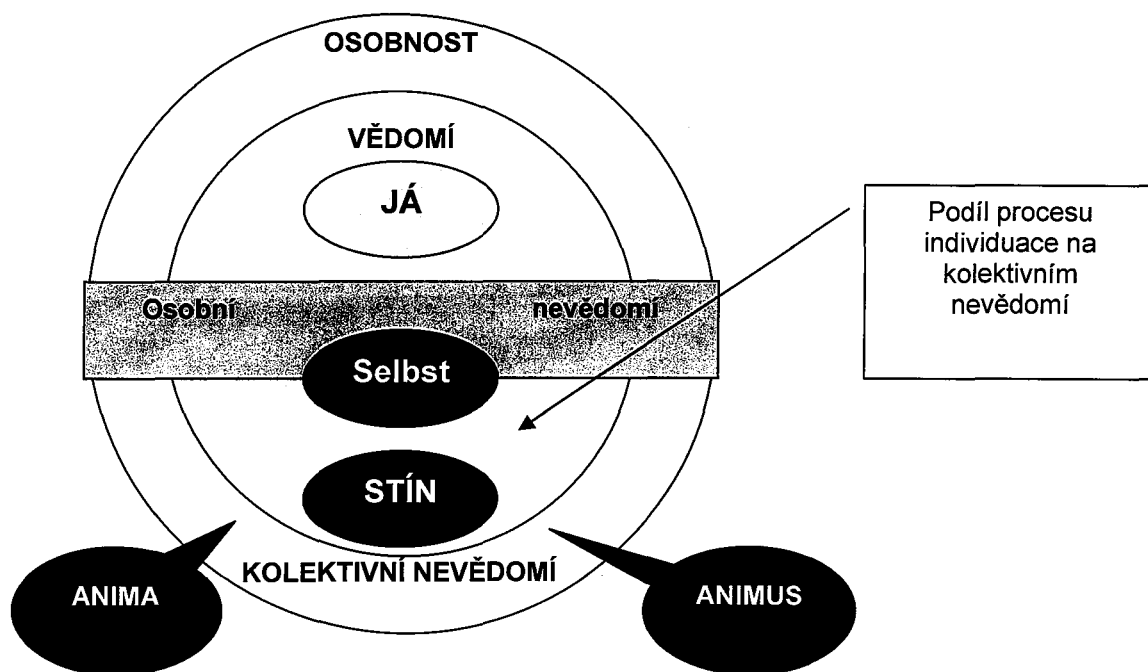 OSOBNOST
VĚDOMÍ
JÁ
Podíl procesu
individuace na
kolektivním
nevědomí
Osobní nevědomí
Selbst
STÍN
KOLEKTIVNÍ NEVĚDOMÍ
ANIMA
ANIMUS